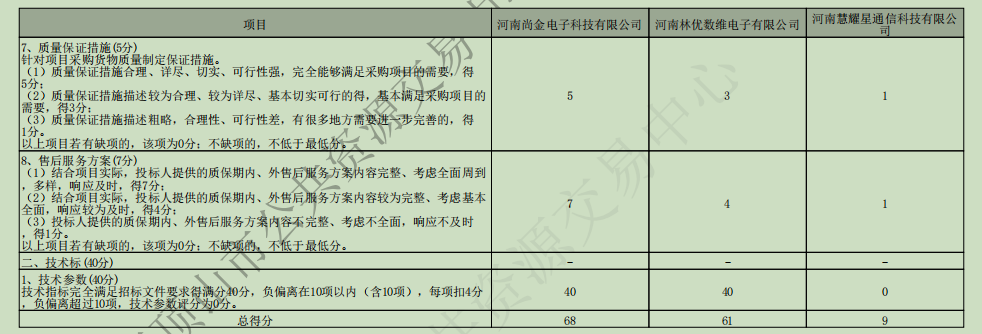 项目 河南尚金电子科技有限公司 河南林优数维电子有限公司 河南慧耀星通信科技有限公
司
7、质量保证措施(5分)
针对项目采购货物质量制定保证措施。
（1）质量保证措施合理、详尽、切实、可行性强，完全能够满足采购项目的需要，得
5分；
（2）质量保证措施描述较为合理、较为详尽、基本切实可行的得，基本满足采购项目的
需要，得3分；
（3）质量保证措施描述粗略，合理性、可行性差，有很多地方需要进一步完善的，得
1分。
以上项目若有缺项的，该项为0分；不缺项的，不低于最低分。
5 3 1
8、售后服务方案(7分)
（1）结合项目实际，投标人提供的质保期内、外售后服务方案内容完整、考虑全面周到
，多样，响应及时，得7分；
（2）结合项目实际，投标人提供的质保期内、外售后服务方案内容较为完整、考虑基本
全面，响应较为及时，得4分；
（3）投标人提供的质保期内、外售后服务方案内容不完整、考虑不全面，响应不及时
，得1分。
以上项目若有缺项的，该项为0分；不缺项的，不低于最低分。
7 4 1
二、技术标(40分) - - -
1、技术参数(40分)
技术指标完全满足招标文件要求得满分40分，负偏离在10项以内（含10项），每项扣4分
，负偏离超过10项，技术参数评分为0分。
40 40 0
总得分 68 61 9
顶山市公共资源交易
共资源交易中心